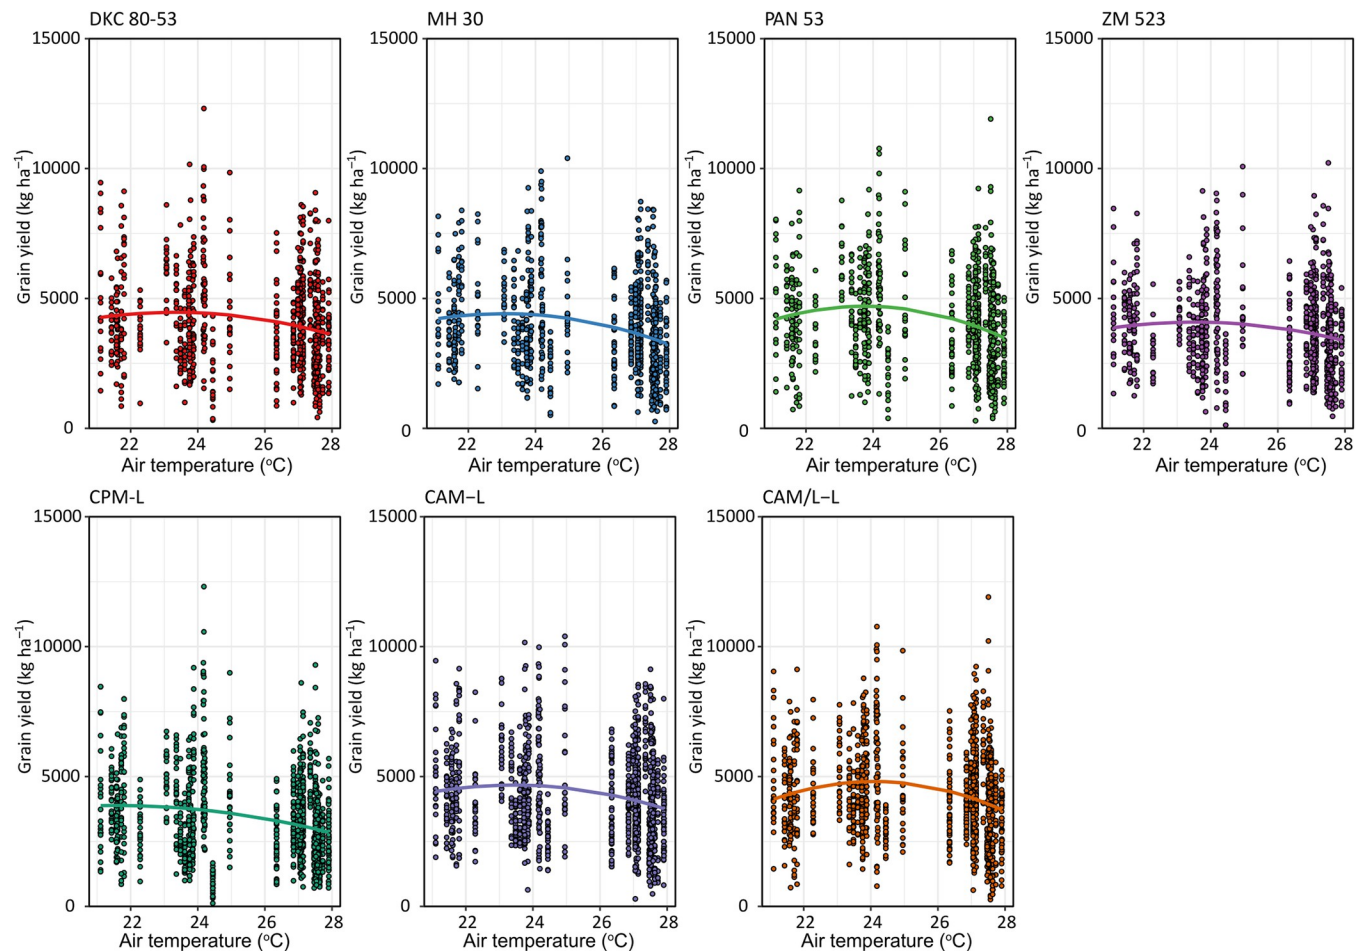 DKC 80-53 MH 30 PAN 53 ZM 523
15000 15000 15000 15000
10000 10000 10000 10000
5000 5000 5000 5000
0 0 0 0
Grain yield (kg ha⁻¹) Grain yield (kg ha⁻¹) Grain yield (kg ha⁻¹) Grain yield (kg ha⁻¹)
22 24 26 28 22 24 26 28 22 24 26 28 22 24 26 28
Air temperature (°C) Air temperature (°C) Air temperature (°C) Air temperature (°C)
CPM-L CAM−L CAM/L−L
15000 15000 15000
10000 10000 10000
5000 5000 5000
0 0 0
Grain yield (kg ha⁻¹) Grain yield (kg ha⁻¹) Grain yield (kg ha⁻¹)
22 24 26 28 22 24 26 28 22 24 26 28
Air temperature (°C) Air temperature (°C) Air temperature (°C)